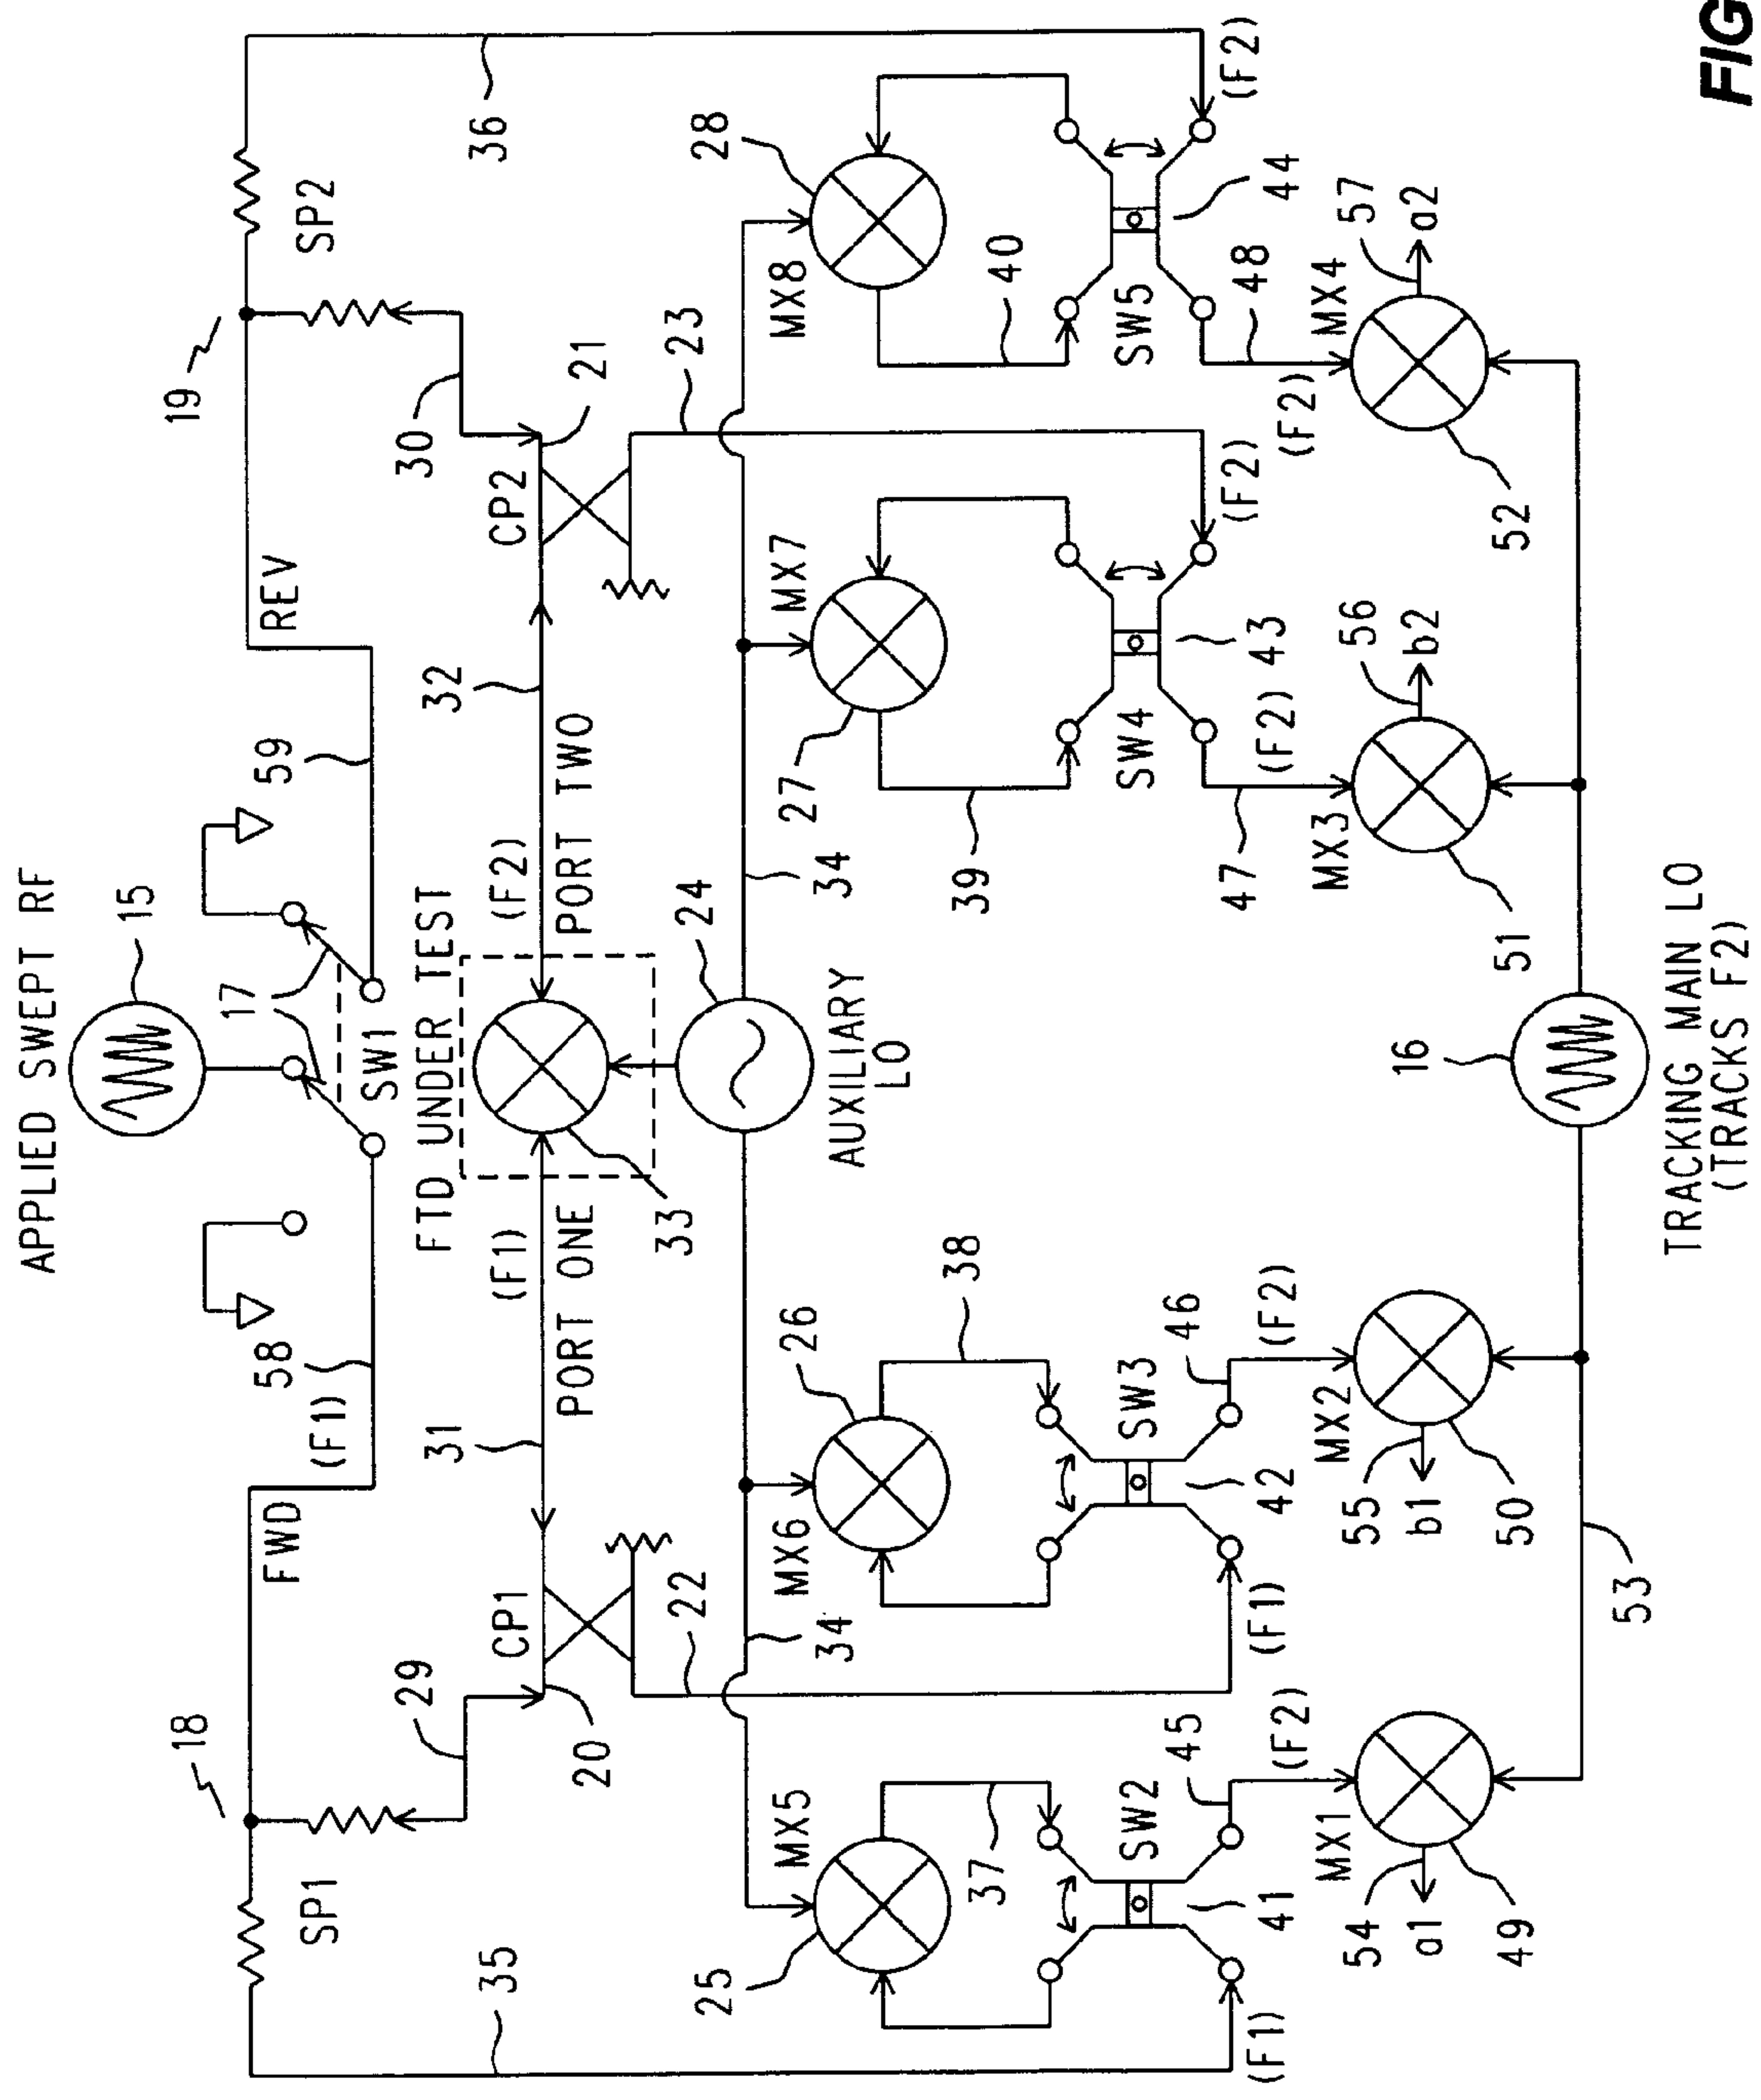 APPLIED SWEPT RF
15
17
SW1
18
FWD
58
(F1)
59
REV
19
SP1
SP2
29
30
35
36
CP1
20
31
(F1)
PORT ONE
FTD UNDER TEST
33
(F2)
PORT TWO
32
CP2
21
22
23
24
AUXILIARY
LO
34
34
25
MX5
MX6
26
27
MX7
MX8
28
37
38
39
40
SW2
SW3
SW4
SW5
41
42
43
44
(F1)
(F1)
(F2)
(F2)
45
46
47
48
(F2)
(F2)
(F2)
(F2)
MX1
MX2
MX3
MX4
54
a1
55
b1
56
b2
57
a2
49
50
51
52
53
16
TRACKING MAIN LO
(TRACKS F2)
FIG